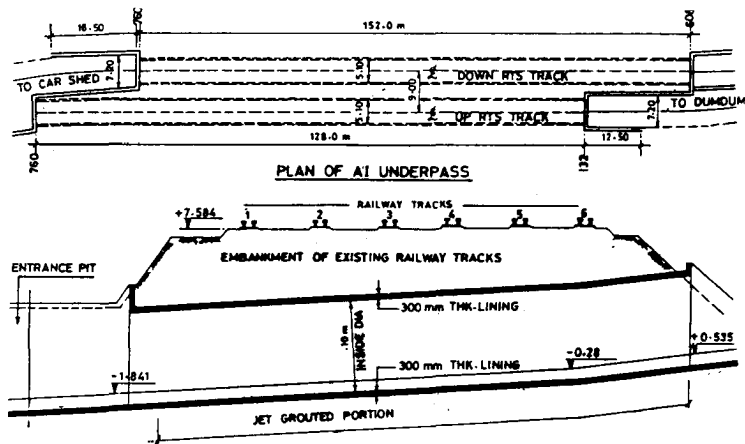 16·50
760
152·0 m
608
7·20
5·10
9·00
TO CAR SHED
DOWN RTS TRACK
TO DUMDUM
5·10
UP RTS TRACK
7·20
760
128·0 m
132
12·50
PLAN OF A1 UNDERPASS
RAILWAY TRACKS
+7·584
1 2 3 4 5 6
EMBANKMENT OF EXISTING RAILWAY TRACKS
ENTRANCE PIT
300 mm THK·LINING
·10 m INSIDE DIA
+0·535
-0·28
300 mm THK·LINING
-1·841
JET GROUTED PORTION